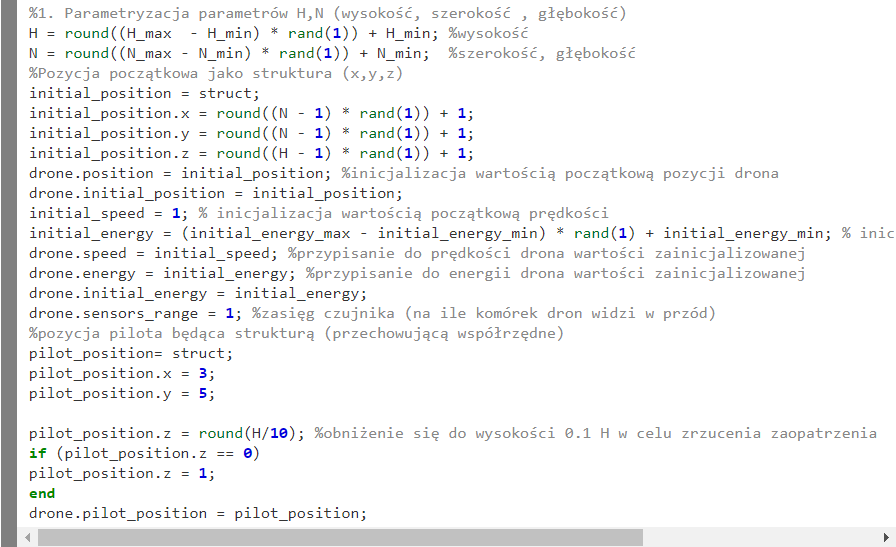 %1. Parametryzacja parametrów H,N (wysokość, szerokość , głębokość)
H = round((H_max  - H_min) * rand(1)) + H_min; %wysokość
N = round((N_max - N_min) * rand(1)) + N_min;  %szerokość, głębokość
%Pozycja początkowa jako struktura (x,y,z)
initial_position = struct;
initial_position.x = round((N - 1) * rand(1)) + 1;
initial_position.y = round((N - 1) * rand(1)) + 1;
initial_position.z = round((H - 1) * rand(1)) + 1;
drone.position = initial_position; %inicjalizacja wartością początkową pozycji drona
drone.initial_position = initial_position;
initial_speed = 1; % inicjalizacja wartością początkową prędkości
initial_energy = (initial_energy_max - initial_energy_min) * rand(1) + initial_energy_min; % inic
drone.speed = initial_speed; %przypisanie do prędkości drona wartości zainicjalizowanej
drone.energy = initial_energy; %przypisanie do energii drona wartości zainicjalizowanej
drone.initial_energy = initial_energy;
drone.sensors_range = 1; %zasięg czujnika (na ile komórek dron widzi w przód)
%pozycja pilota będąca strukturą (przechowującą współrzędne)
pilot_position= struct;
pilot_position.x = 3;
pilot_position.y = 5;
pilot_position.z = round(H/10); %obniżenie się do wysokości 0.1 H w celu zrzucenia zaopatrzenia
if (pilot_position.z == 0)
pilot_position.z = 1;
end
drone.pilot_position = pilot_position;